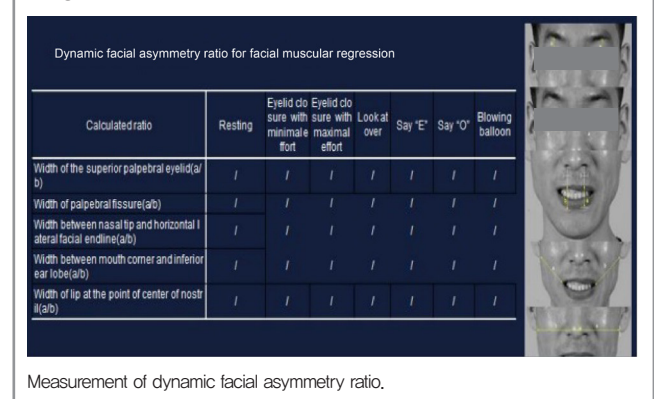 Dynamic facial asymmetry ratio for facial muscular regression
Calculated ratio
Resting
Eyelid clo
sure with
minimale
ffort
Eyelid clo
sure with
maximal
effort
Look at
over
Say "E"
Say "O"
Blowing
balloon
Width of the superior palpebral eyelid(a/
b)
/ / / / / / /
Width of palpebral fissure(a/b)
/ / / / / / /
Width between nasal tip and horizontal l
ateral facial endline(a/b)
/ / / / / / /
Width between mouth corner and inferior
ear lobe(a/b)
/ / / / / / /
Width of lip at the point of center of nostr
il(a/b)
/ / / / / / /
Measurement of dynamic facial asymmetry ratio.